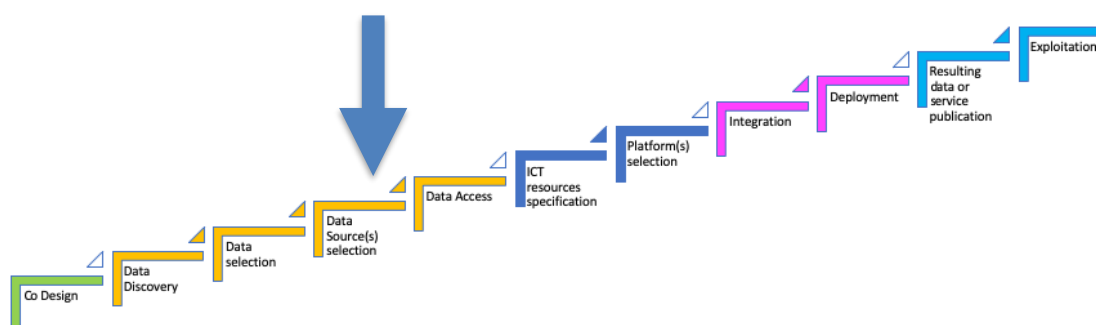 Co Design
Data
Discovery
Data
selection
Data
Source(s)
selection
Data Access
ICT
resources
specification
Platform(s)
selection
Integration
Deployment
Resulting
data or
service
publication
Exploitation